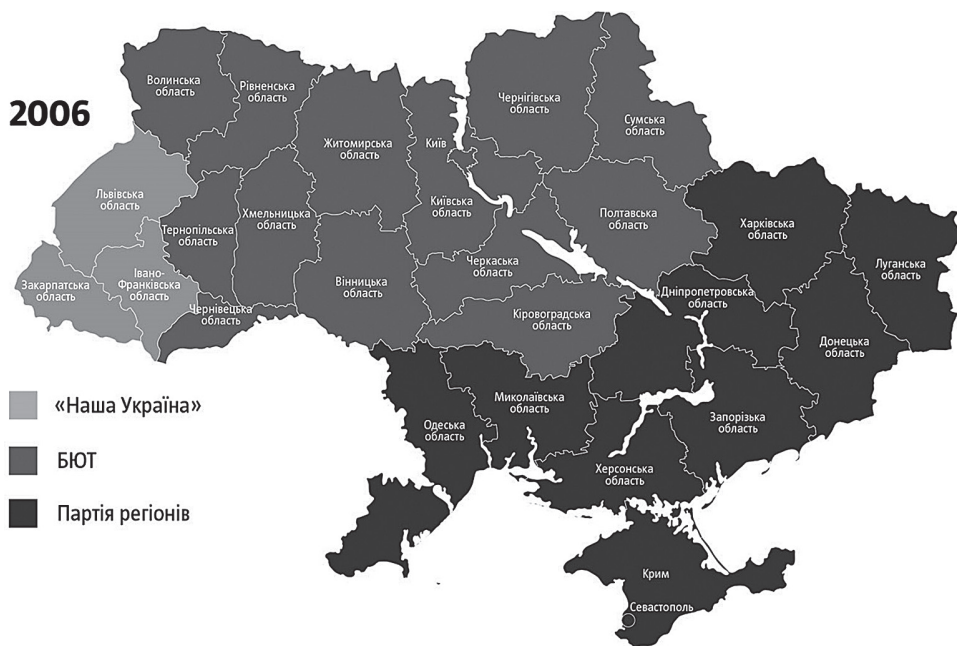 2006
Волинська
область
Рівненська
область
Житомирська
область
Київ
Київська
область
Чернігівська
область
Сумська
область
Львівська
область
Тернопільська
область
Хмельницька
область
Полтавська
область
Харківська
область
Луганська
область
Закарпатська
область
Івано-
Франківська
область
Чернівецька
область
Вінницька
область
Черкаська
область
Кіровоградська
область
Дніпропетровська
область
Донецька
область
Одеська
область
Миколаївська
область
Запорізька
область
Херсонська
область
Крим
Севастополь
«Наша Україна»
БЮТ
Партія регіонів